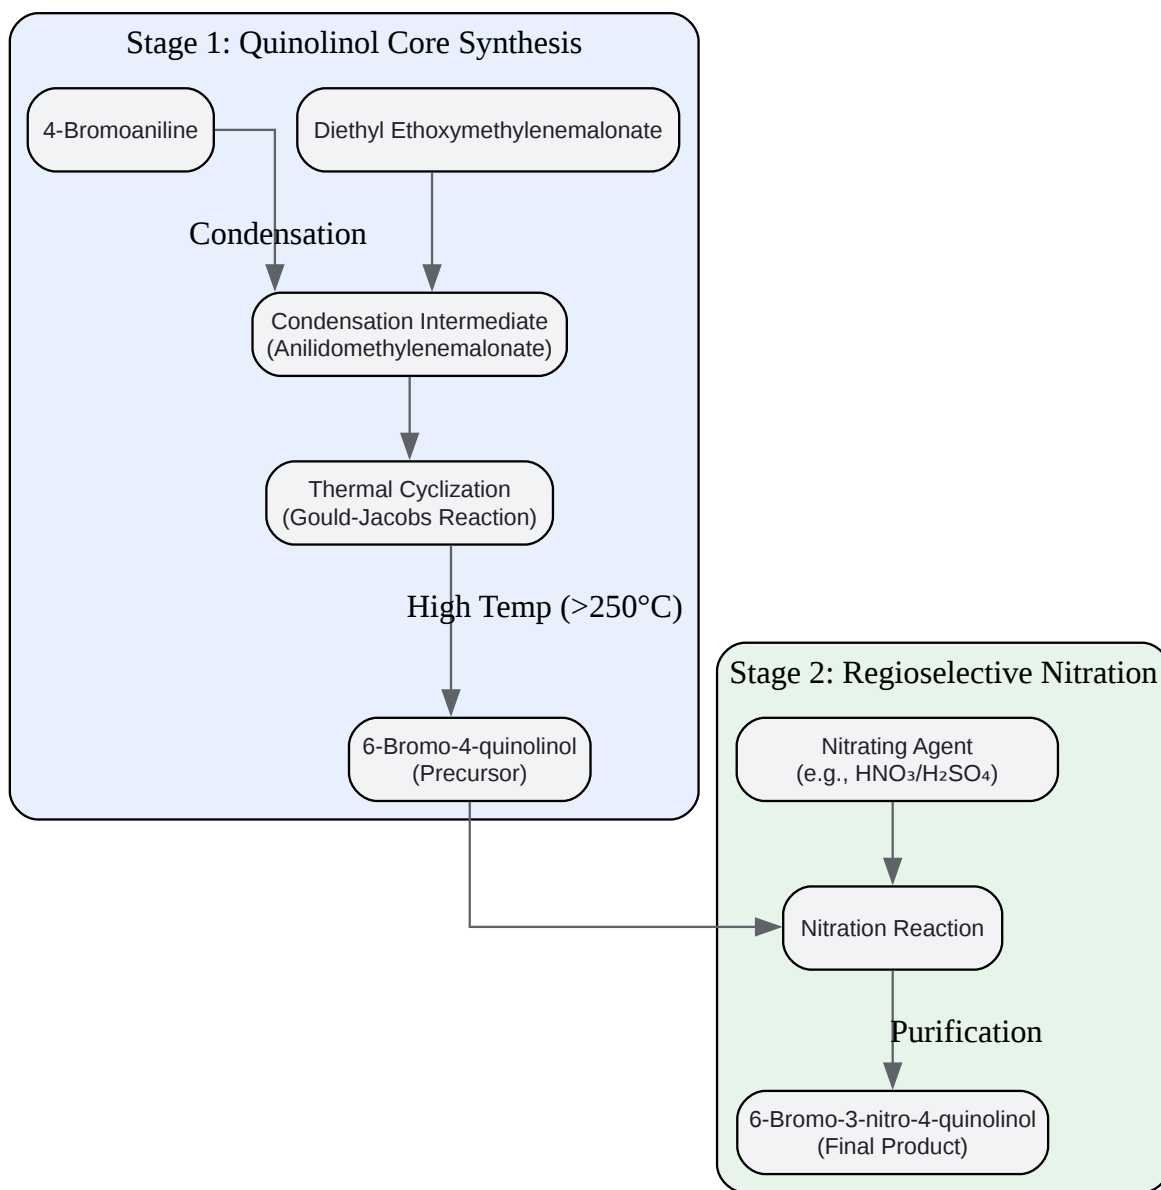 Stage 1: Quinolinol Core Synthesis
4-Bromoaniline
Diethyl Ethoxymethylenemalonate
Condensation
Condensation Intermediate
(Anilidomethylenemalonate)
Thermal Cyclization
(Gould-Jacobs Reaction)
High Temp (>250°C)
6-Bromo-4-quinolinol
(Precursor)
Stage 2: Regioselective Nitration
Nitrating Agent
(e.g., HNO₃/H₂SO₄)
Nitration Reaction
Purification
6-Bromo-3-nitro-4-quinolinol
(Final Product)